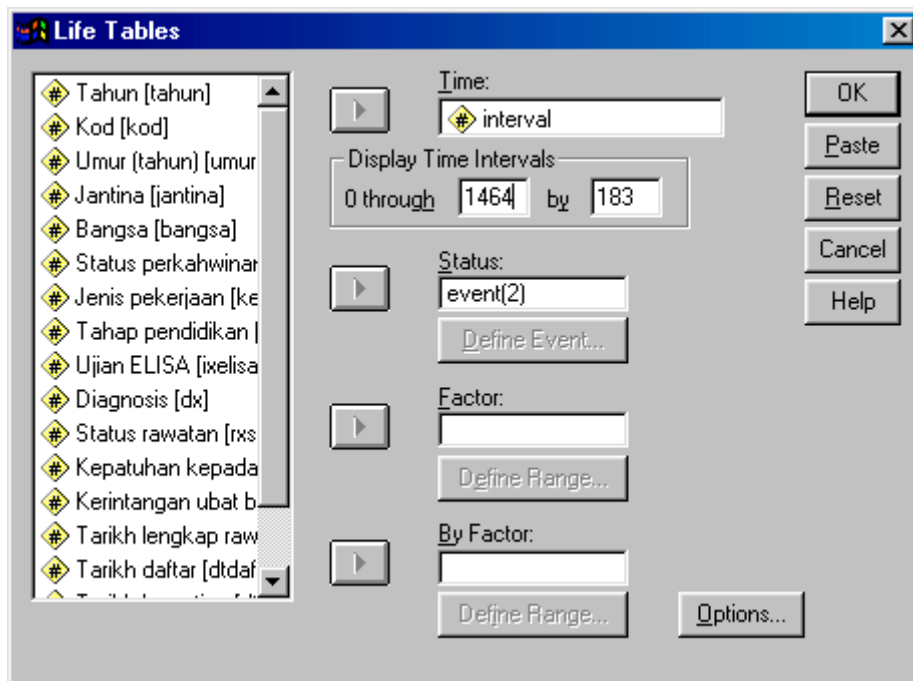 Life Tables
Tahun [tahun]
Kod [kod]
Umur (tahun) [umur
Jantina [jantina]
Bangsa [bangsa]
Status perkahwinan
Jenis pekerjaan [ke
Tahap pendidikan [
Ujian ELISA [ixelisa
Diagnosis [dx]
Status rawatan [rxs
Kepatuhan kepada
Kerintangan ubat b
Tarikh lengkap raw
Tarikh daftar [dtdaf
Time:
interval
Display Time Intervals
0 through 1464 by 183
Status:
event(2)
Define Event...
Factor:
Define Range...
By Factor:
Define Range...
Options...
OK
Paste
Reset
Cancel
Help